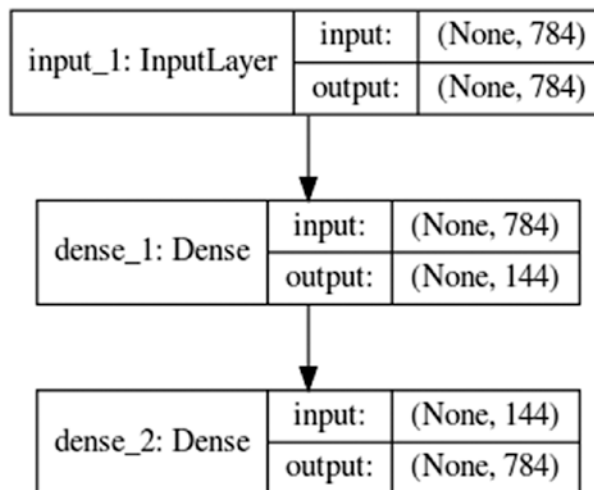 input_1: InputLayer
input: (None, 784)
output: (None, 784)
dense_1: Dense
input: (None, 784)
output: (None, 144)
dense_2: Dense
input: (None, 144)
output: (None, 784)